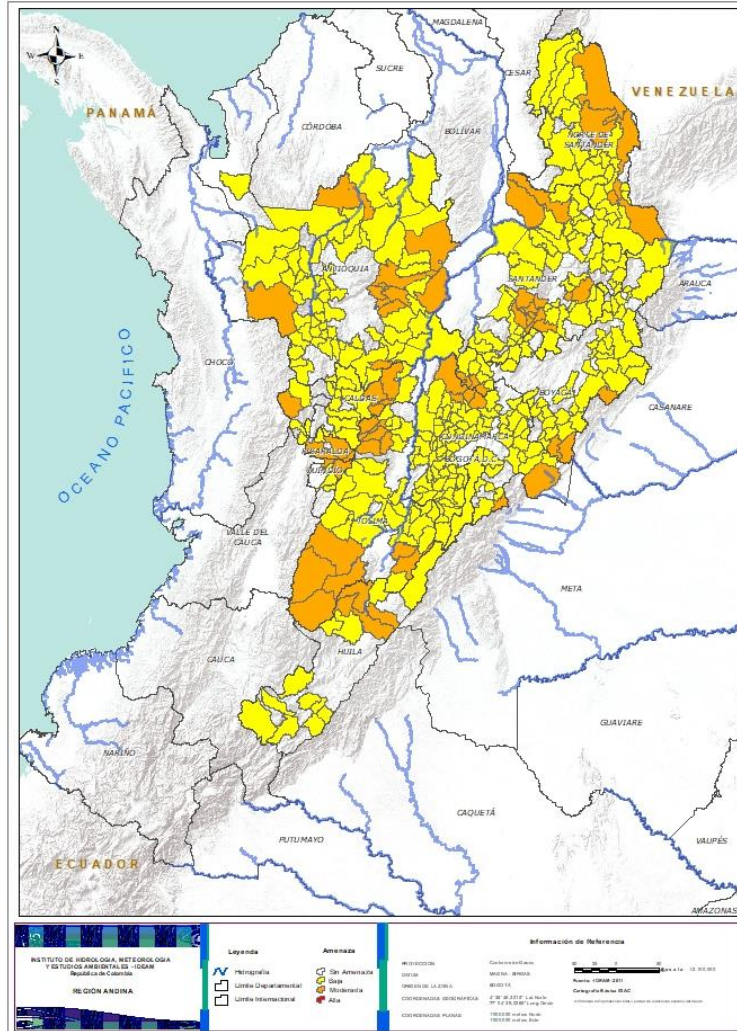 N
W E
S
MAGDALENA
CESAR
SUCRE
VENEZUELA
PANAMÁ
CÓRDOBA
BOLÍVAR
NORTE DE
SANTANDER
ANTIOQUIA
SANTANDER
ARAUCA
OCEANO PACIFICO
CHOCO
BOYACÁ
CALDAS
CASANARE
CUNDINAMARCA
BOGOTA D.C.
RISARALDA
QUINDIO
TOLIMA
VALLE DEL
CAUCA
META
HUILA
CAUCA
GUAVIARE
NARIÑO
CAQUETÁ
PUTUMAYO
VAUPÉS
ECUADOR
AMAZONAS
INSTITUTO DE HIDROLOGIA, METEOROLOGIA
Y ESTUDIOS AMBIENTALES - IDEAM
República de Colombia
REGIÓN ANDINA
Leyenda
Hidrografía
Límite Departamental
Límite Internacional
Amenaza
Sin Amenaza
Baja
Moderada
Alta
Información de Referencia
PROYECCIÓN
DATUM
ORIGEN DE LA ZONA
BOGOTÁ
COORDENADAS GEOGRÁFICAS
COORDENADAS PLANAS